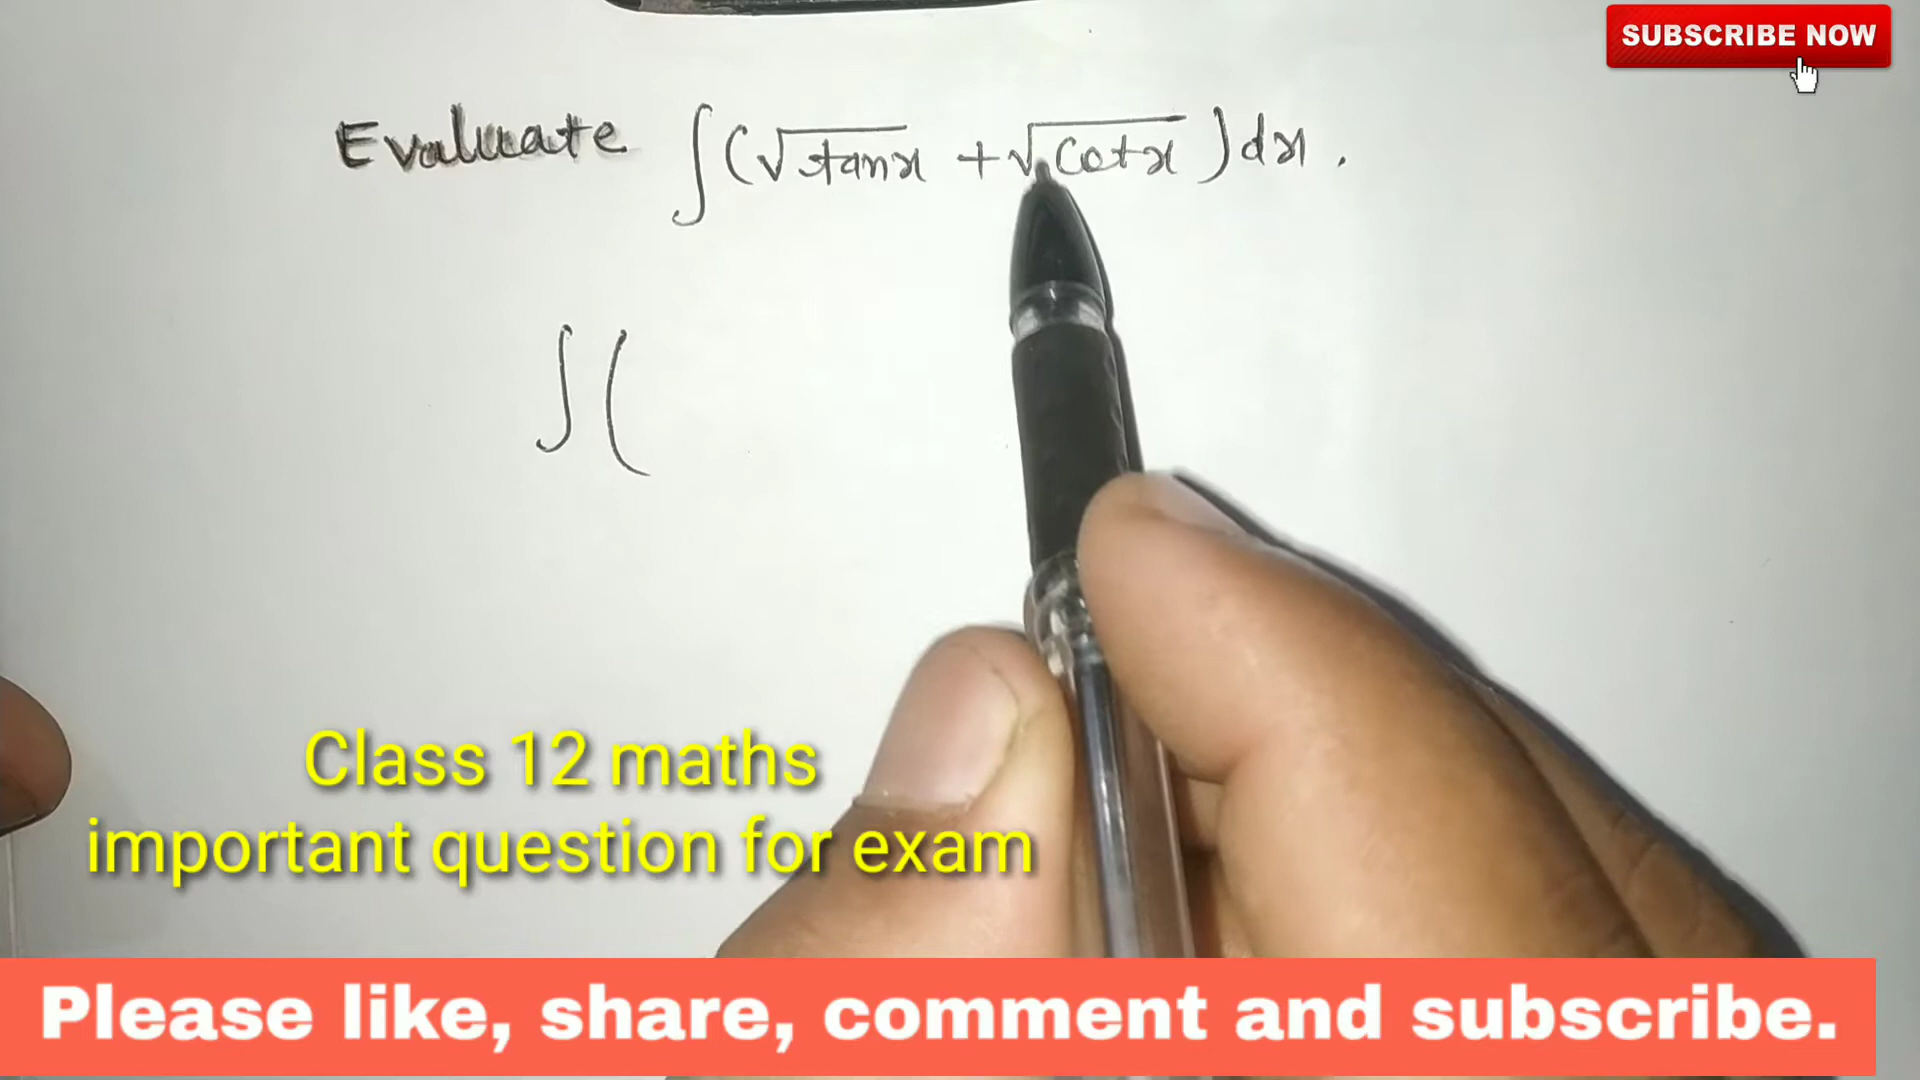 SUBSCRIBE NOW
Evaluate ∫(√tanx + √Cotx) dx .
∫ (
Class 12 maths
important question for exam
Please like, share, comment and subscribe.